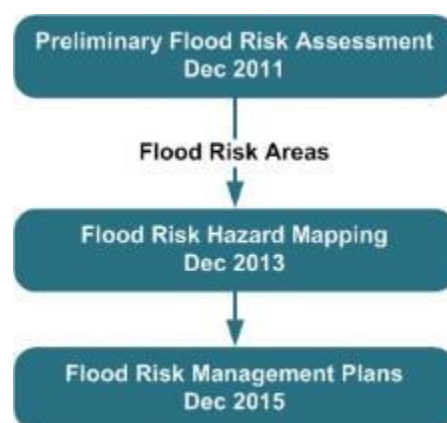 Preliminary Flood Risk Assessment
Dec 2011
Flood Risk Areas
Flood Risk Hazard Mapping
Dec 2013
Flood Risk Management Plans
Dec 2015